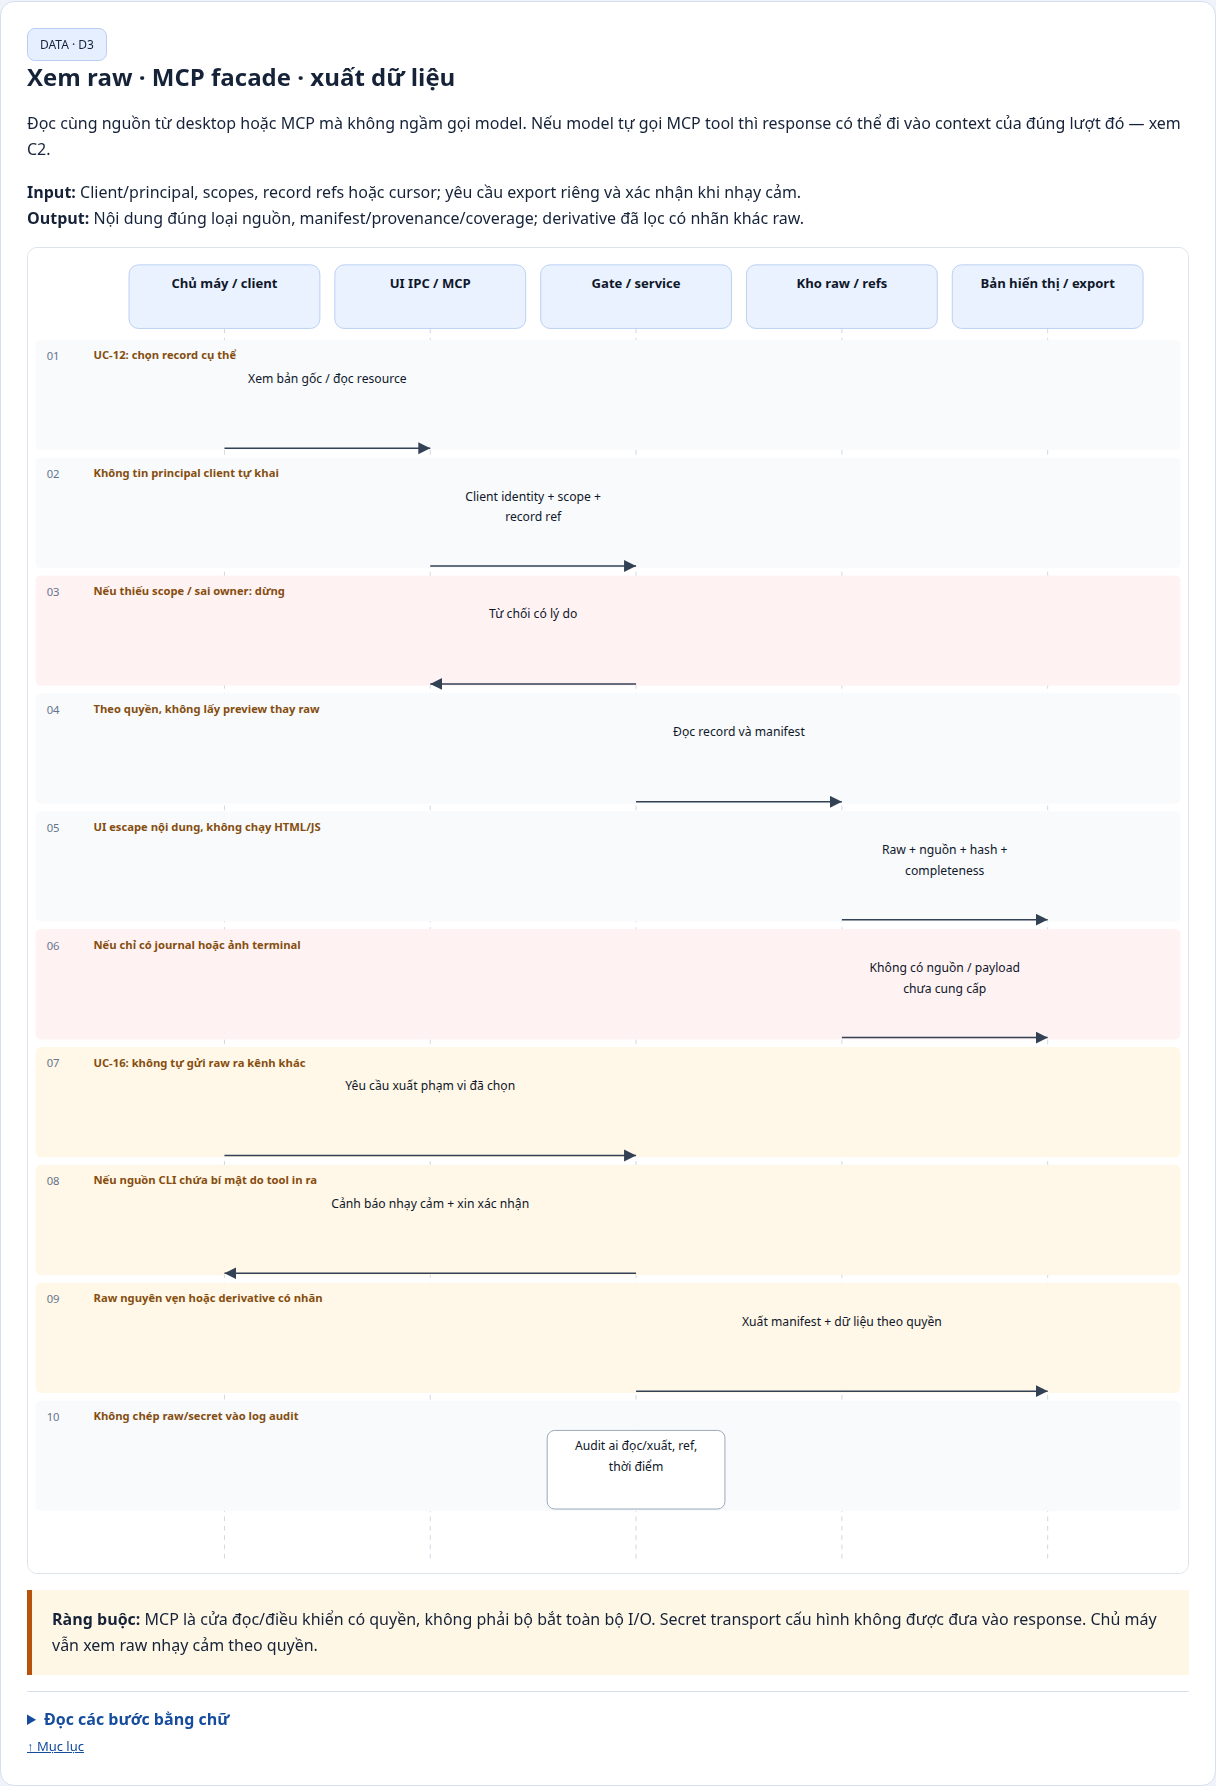 DATA · D3
Xem raw · MCP facade · xuất dữ liệu
Đọc cùng nguồn từ desktop hoặc MCP mà không ngầm gọi model. Nếu model tự gọi MCP tool thì response có thể đi vào context của đúng lượt đó — xem
C2.
Input: Client/principal, scopes, record refs hoặc cursor; yêu cầu export riêng và xác nhận khi nhạy cảm.
Output: Nội dung đúng loại nguồn, manifest/provenance/coverage; derivative đã lọc có nhãn khác raw.
Chủ máy / client
UI IPC / MCP
Gate / service
Kho raw / refs
Bản hiển thị / export
01
UC-12: chọn record cụ thể
Xem bản gốc / đọc resource
02
Không tin principal client tự khai
Client identity + scope +
record ref
03
Nếu thiếu scope / sai owner: dừng
Từ chối có lý do
04
Theo quyền, không lấy preview thay raw
Đọc record và manifest
05
UI escape nội dung, không chạy HTML/JS
Raw + nguồn + hash +
completeness
06
Nếu chỉ có journal hoặc ảnh terminal
Không có nguồn / payload
chưa cung cấp
07
UC-16: không tự gửi raw ra kênh khác
Yêu cầu xuất phạm vi đã chọn
08
Nếu nguồn CLI chứa bí mật do tool in ra
Cảnh báo nhạy cảm + xin xác nhận
09
Raw nguyên vẹn hoặc derivative có nhãn
Xuất manifest + dữ liệu theo quyền
10
Không chép raw/secret vào log audit
Audit ai đọc/xuất, ref,
thời điểm
Ràng buộc: MCP là cửa đọc/điều khiển có quyền, không phải bộ bắt toàn bộ I/O. Secret transport cấu hình không được đưa vào response. Chủ máy
vẫn xem raw nhạy cảm theo quyền.
▶ Đọc các bước bằng chữ
↑ Mục lục